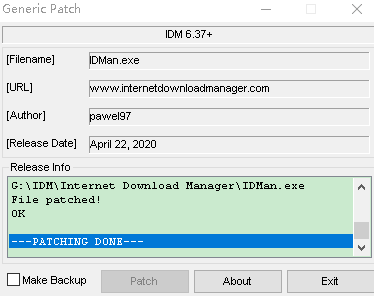 Generic Patch
IDM 6.37+
[Filename]
IDMan.exe
[URL]
www.internetdownloadmanager.com
[Author]
pawel97
[Release Date]
April 22, 2020
Release Info
G:\IDM\Internet Download Manager\IDMan.exe
File patched!
OK
---PATCHING DONE---
Make Backup
Patch
About
Exit